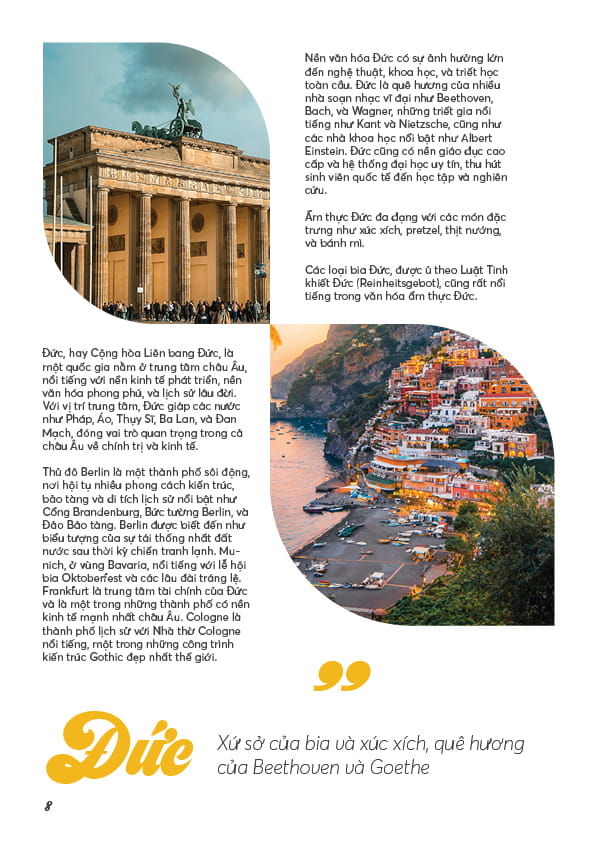 Nền văn hóa Đức có sự ảnh hưởng lớn
đến nghệ thuật, khoa học, và triết học
toàn cầu. Đức là quê hương của nhiều
nhà soạn nhạc vĩ đại như Beethoven,
Bach, và Wagner, những triết gia nổi
tiếng như Kant và Nietzsche, cũng như
các nhà khoa học nổi bật như Albert
Einstein. Đức cũng có nền giáo dục cao
cấp và hệ thống đại học uy tín, thu hút
sinh viên quốc tế đến học tập và nghiên
cứu.
Ẩm thực Đức đa dạng với các món đặc
trưng như xúc xích, pretzel, thịt nướng,
và bánh mì.
Các loại bia Đức, được ủ theo Luật Tinh
khiết Đức (Reinheitsgebot), cũng rất nổi
tiếng trong văn hóa ẩm thực Đức.
Đức, hay Cộng hòa Liên bang Đức, là
một quốc gia nằm ở trung tâm châu Âu,
nổi tiếng với nền kinh tế phát triển, nền
văn hóa phong phú, và lịch sử lâu đời.
Với vị trí trung tâm, Đức giáp các nước
như Pháp, Áo, Thụy Sĩ, Ba Lan, và Đan
Mạch, đóng vai trò quan trọng trong cả
châu Âu về chính trị và kinh tế.
Thủ đô Berlin là một thành phố sôi động,
nơi hội tụ nhiều phong cách kiến trúc,
bảo tàng và di tích lịch sử nổi bật như
Cổng Brandenburg, Bức tường Berlin, và
Đảo Bảo tàng. Berlin được biết đến như
biểu tượng của sự tái thống nhất đất
nước sau thời kỳ chiến tranh lạnh. Mu-
nich, ở vùng Bavaria, nổi tiếng với lễ hội
bia Oktoberfest và các lâu đài tráng lệ.
Frankfurt là trung tâm tài chính của Đức
và là một trong những thành phố có nền
kinh tế mạnh nhất châu Âu. Cologne là
thành phố lịch sử với Nhà thờ Cologne
nổi tiếng, một trong những công trình
kiến trúc Gothic đẹp nhất thế giới.
”
Đức
Xứ sở của bia và xúc xích, quê hương
của Beethoven và Goethe
8